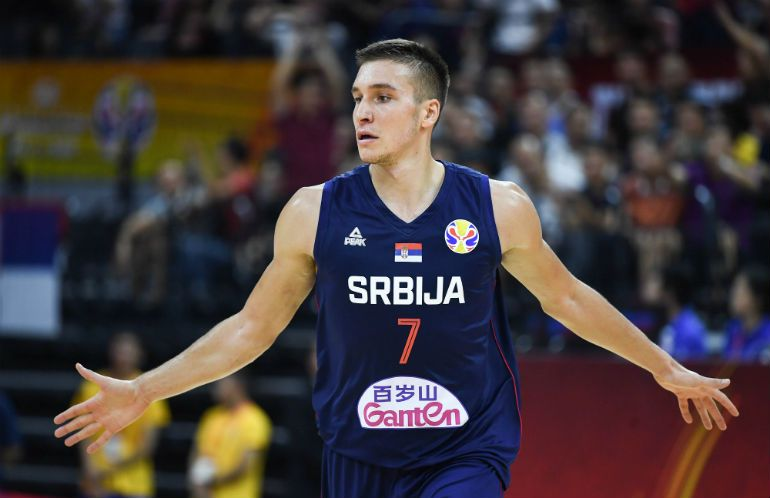 PEAK
SRBIJA
7
百岁山
Ganten